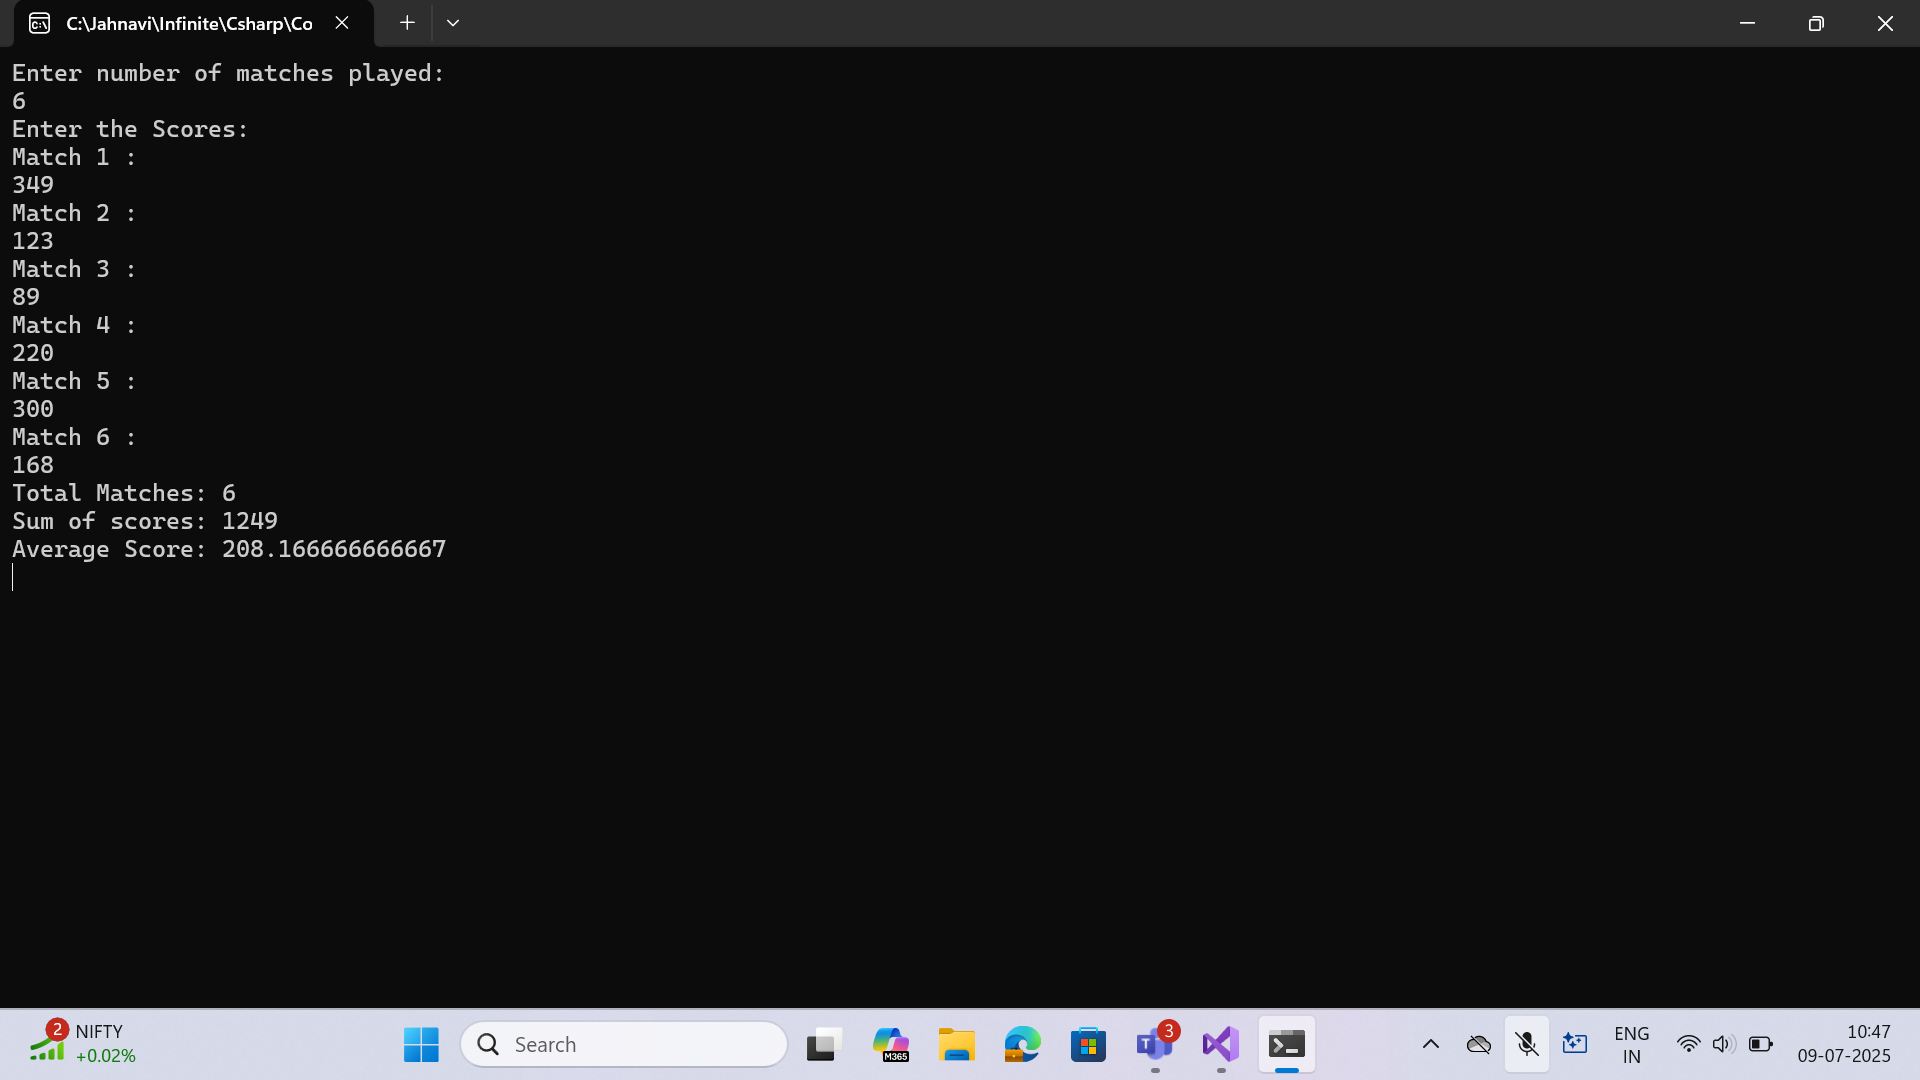 C:\Jahnavi\Infinite\Csharp\Co
Enter number of matches played:
6
Enter the Scores:
Match 1 :
349
Match 2 :
123
Match 3 :
89
Match 4 :
220
Match 5 :
300
Match 6 :
168
Total Matches: 6
Sum of scores: 1249
Average Score: 208.166666666667
2
NIFTY
+0.02%
Search
M365
T
3
ENG
IN
10:47
09-07-2025